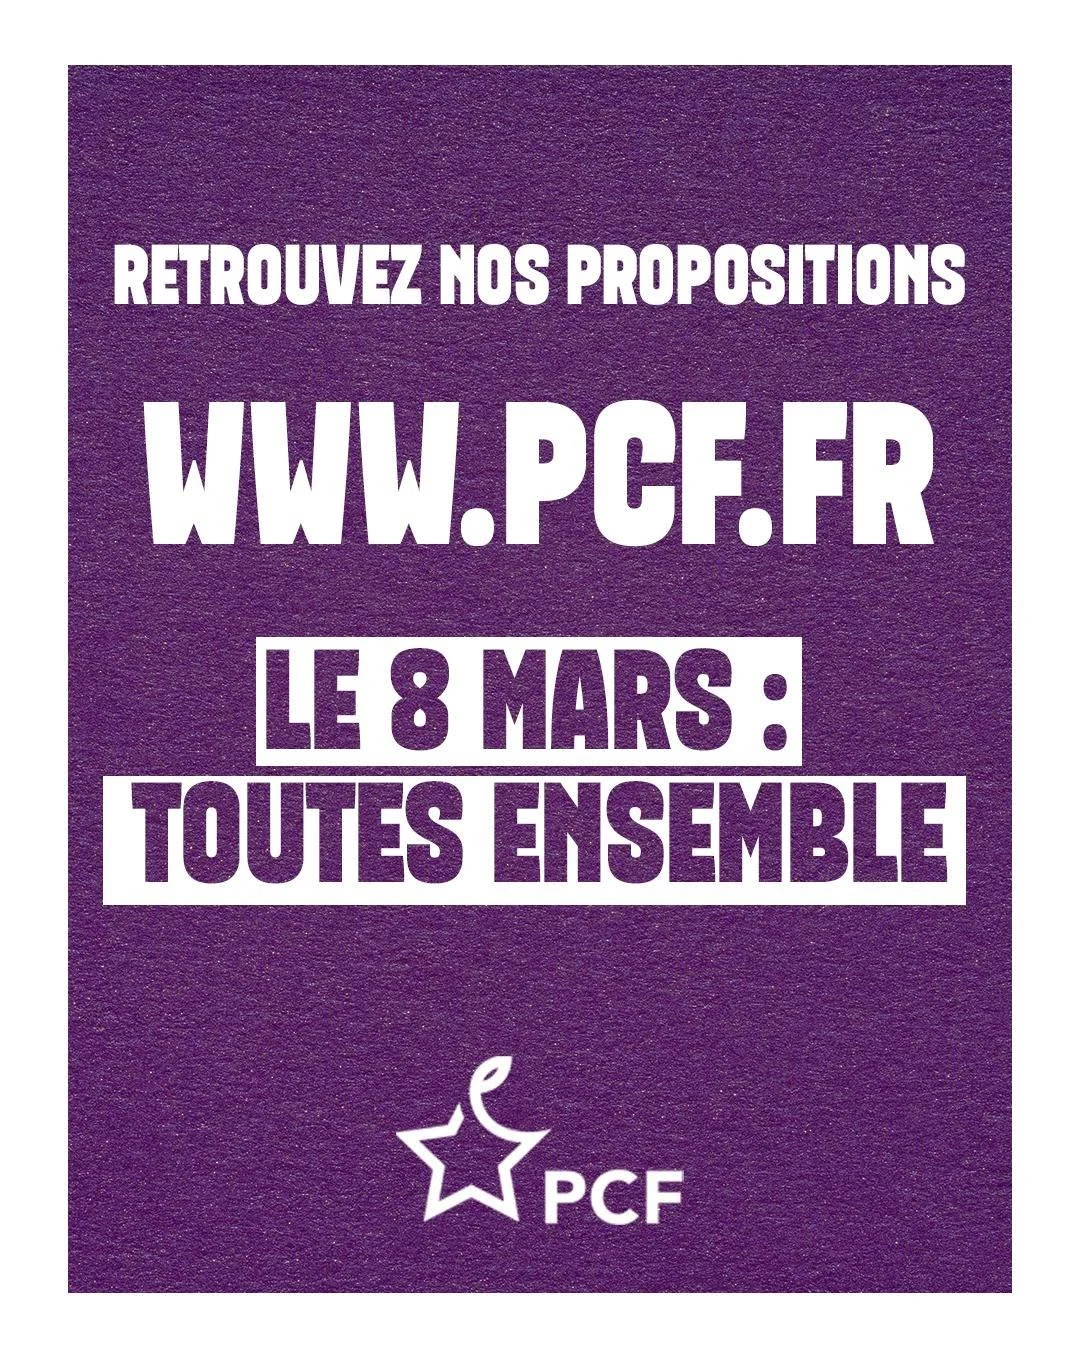 RETROUVEZ NOS PROPOSITIONS
WWW.PCF.FR
LE 8 MARS :
TOUTES ENSEMBLE
PCF